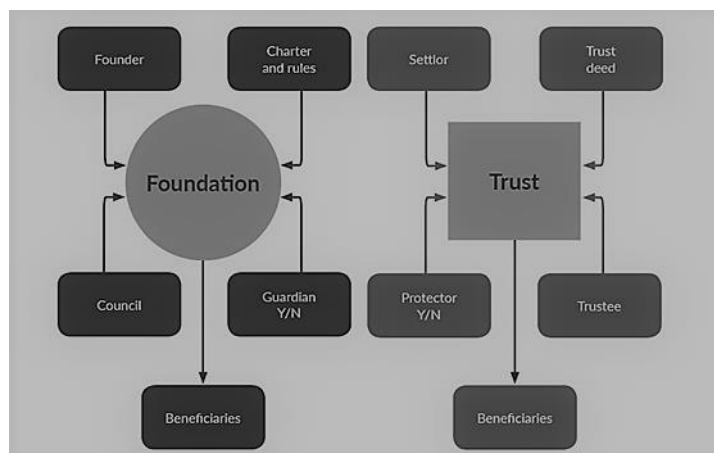 Founder
Charter
and rules
Settlor
Trust
deed
Foundation
Trust
Council
Guardian
Y/N
Protector
Y/N
Trustee
Beneficiaries
Beneficiaries